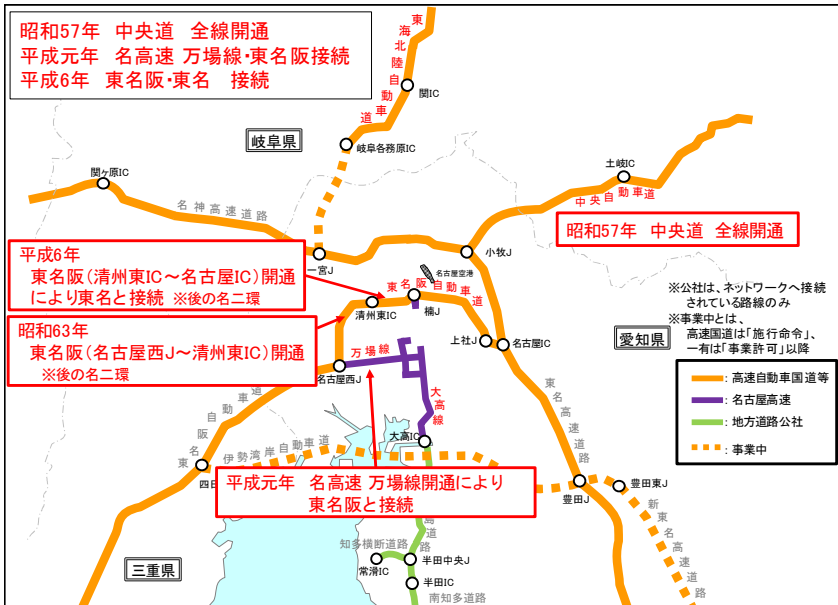 昭和57年 中央道 全線開通
平成元年 名高速 万場線・東名阪接続
平成6年 東名阪・東名 接続
東海北陸自動車道
関IC
岐阜県
岐阜各務原IC
関ヶ原IC
名神高速道路
土岐IC
中央自動車道
昭和57年 中央道 全線開通
一宮J
小牧J
平成6年
東名阪(清州東IC～名古屋IC)開通
により東名と接続 ※後の名二環
名古屋空港
東名阪自動車道
清州東IC
楠J
※公社は、ネットワークへ接続
されている路線のみ
※事業中とは、
高速国道は「施行命令」、
一有は「事業許可」以降
昭和63年
東名阪(名古屋西J～清州東IC)開通
※後の名二環
上社J
名古屋IC
愛知県
万場線
名古屋西J
: 高速自動車国道等
: 名古屋高速
: 地方道路公社
: 事業中
大高線
東名高速道路
東名阪自動車道
大高IC
伊勢湾岸自動車道
四日
平成元年 名高速 万場線開通により
東名阪と接続
豊田J
豊田東J
新東名高速道路
島道路
知多横断道路
常滑IC
半田中央J
三重県
半田IC
南知多道路